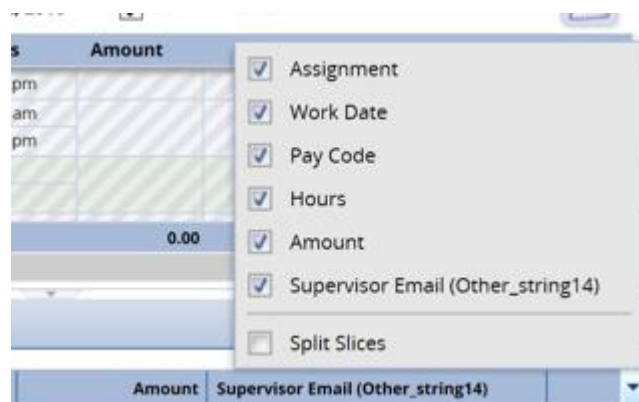 s Amount
pm
am
pm
0.00
Assignment
Work Date
Pay Code
Hours
Amount
Supervisor Email (Other_string14)
Split Slices
Amount Supervisor Email (Other_string14)